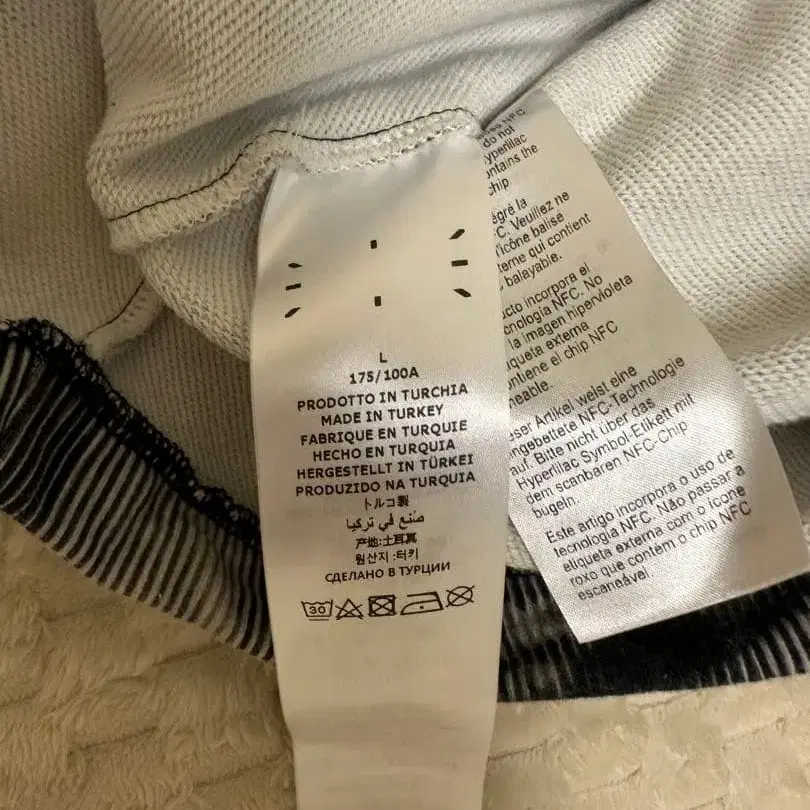 L
175/100A
PRODOTTO IN TURCHIA
MADE IN TURKEY
FABRIQUE EN TURQUIE
HECHO EN TURQUIA
HERGESTELLT IN TÜRKEI
PRODUZIDO NA TURQUIA
トルコ製
صنع في تركيا
产地:土耳其
원산지 :터키
СДЕЛАНО В ТУРЦИИ
30
NFC
do not
yperlilac
ntains the
chip
égré la
C. Veuillez ne
l'icône balise
terne qui contient
balayable.
ucto incorpora el
cnología NFC. No
la imagen hipervioleta
iqueta externa
ontiene el chip NFC
neable.
eser Artikel weist eine
ingebettete NFC-Technologie
auf. Bitte nicht über das
Hyperlilac Symbol-Etikett mit
dem scanbaren NFC-Chip
bügeln.
Este artigo incorpora o uso de
tecnologia NFC. Não passar a
etiqueta externa com o ícone
roxo que contem o chip NFC
escaneável.